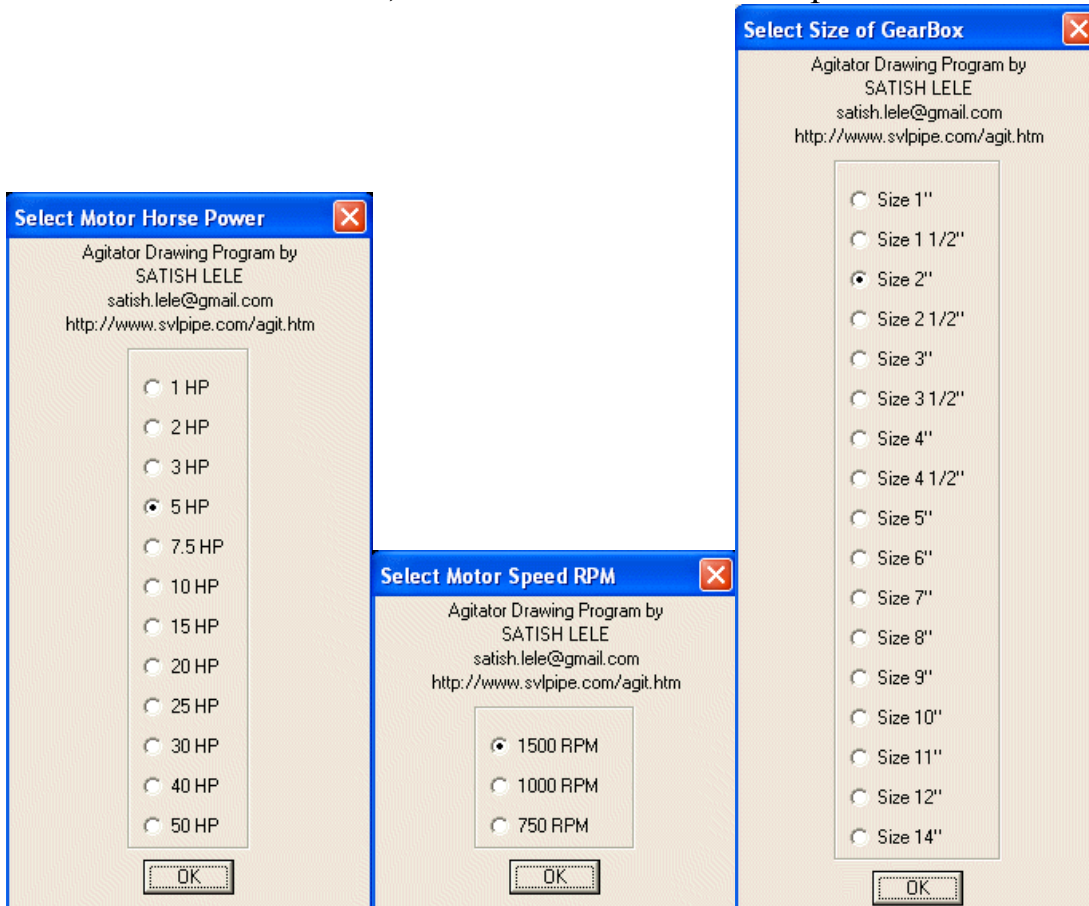 Select Motor Horse Power
Agitator Drawing Program by
SATISH LELE
satish.lele@gmail.com
http://www.svlpipe.com/agit.htm
1 HP
2 HP
3 HP
5 HP
7.5 HP
10 HP
15 HP
20 HP
25 HP
30 HP
40 HP
50 HP
OK
Select Motor Speed RPM
Agitator Drawing Program by
SATISH LELE
satish.lele@gmail.com
http://www.svlpipe.com/agit.htm
1500 RPM
1000 RPM
750 RPM
OK
Select Size of GearBox
Agitator Drawing Program by
SATISH LELE
satish.lele@gmail.com
http://www.svlpipe.com/agit.htm
Size 1"
Size 1 1/2"
Size 2"
Size 2 1/2"
Size 3"
Size 3 1/2"
Size 4"
Size 4 1/2"
Size 5"
Size 6"
Size 7"
Size 8"
Size 9"
Size 10"
Size 11"
Size 12"
Size 14"
OK